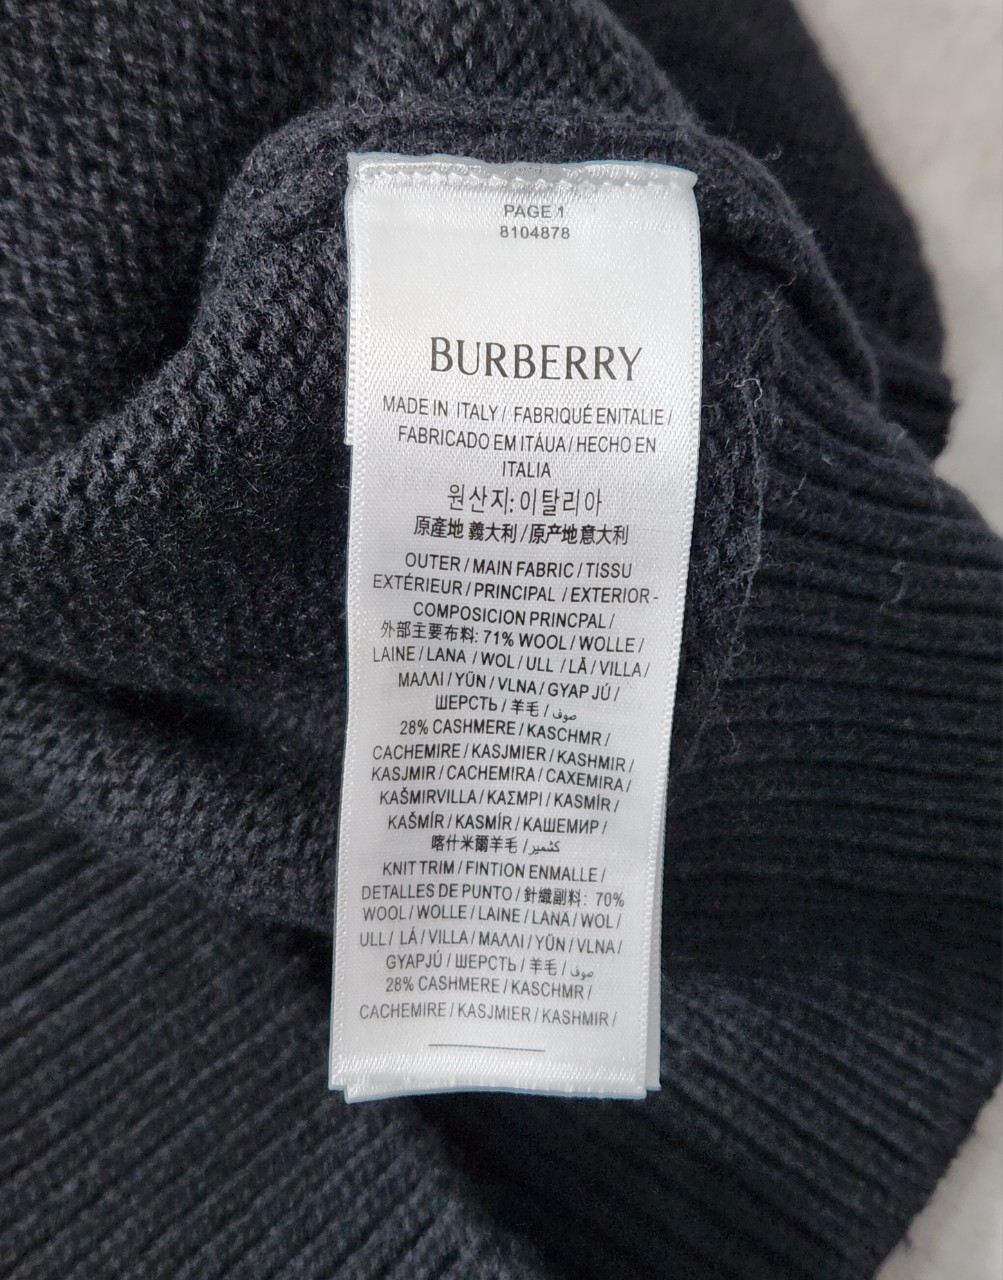 PAGE 1
8104878
BURBERRY
MADE IN ITALY / FABRIQUÉ ENITALIE /
FABRICADO EM ITÁUA / HECHO EN
ITALIA
원산지: 이탈리아
原產地 義大利 / 原产地 意大利
OUTER / MAIN FABRIC / TISSU
EXTÉRIEUR / PRINCIPAL / EXTERIOR -
COMPOSICION PRINCPAL /
外部主要布料: 71% WOOL / WOLLE /
LAINE / LANA / WOL / ULL / LÃ / VILLA /
ΜΑΛΛΙ / YÜN / VLNA / GYAP JÚ /
ШЕРСТЬ / 羊毛 / صوف
28% CASHMERE / KASCHMR /
CACHEMIRE / KASJMIER / KASHMIR /
KASJMIR / CACHEMIRA / CAXEMIRA /
KAŠMIRVILLA / ΚΑΣΜΡΙ / KASMİR /
KAŠMÍR / KASMÍR / КАШЕМИР /
喀什米爾羊毛 / كشمير
KNIT TRIM / FINTION ENMALLE /
DETALLES DE PUNTO / 針織副料: 70%
WOOL / WOLLE / LAINE / LANA / WOL /
ULL / LÁ / VILLA / ΜΑΛΛΙ / YÜN / VLNA /
GYAPJÚ / ШЕРСТЬ / 羊毛 / صوف
28% CASHMERE / KASCHMR /
CACHEMIRE / KASJMIER / KASHMIR /